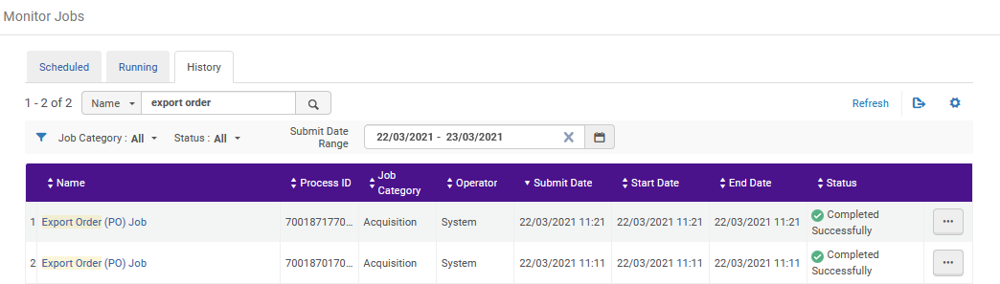 Monitor Jobs
Scheduled Running History
1 - 2 of 2 Name export order Refresh
Job Category : All Status : All Submit Date Range 22/03/2021 - 23/03/2021
Name Process ID Job Category Operator Submit Date Start Date End Date Status
1 Export Order (PO) Job 7001871770... Acquisition System 22/03/2021 11:21 22/03/2021 11:21 22/03/2021 11:21 Completed Successfully
2 Export Order (PO) Job 7001870170... Acquisition System 22/03/2021 11:11 22/03/2021 11:11 22/03/2021 11:11 Completed Successfully